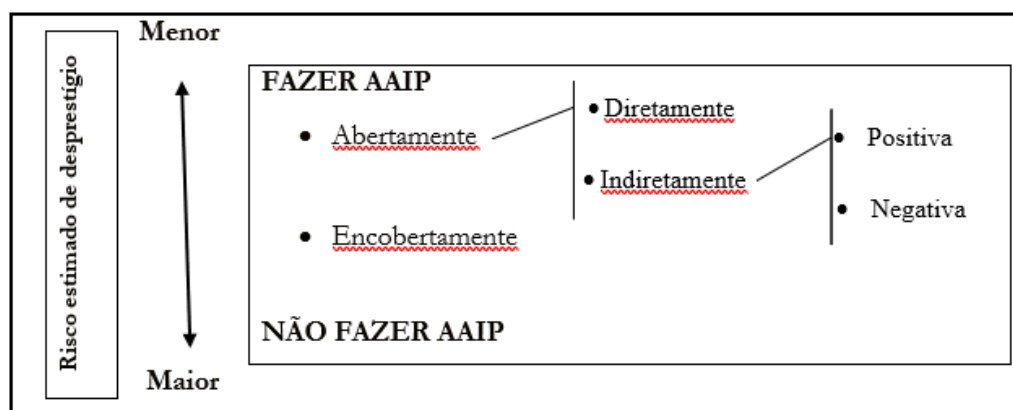 Risco estimado de desprestígio
Menor
Maior
FAZER AAIP
• Abertamente
• Diretamente
• Indiretamente
• Positiva
• Negativa
• Encobertamente
NÃO FAZER AAIP